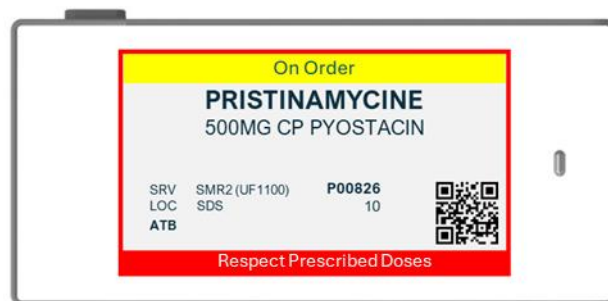 On Order
PRISTINAMYCINE
500MG CP PYOSTACIN
SRV SMR2 (UF1100) P00826
LOC SDS 10
ATB
Respect Prescribed Doses